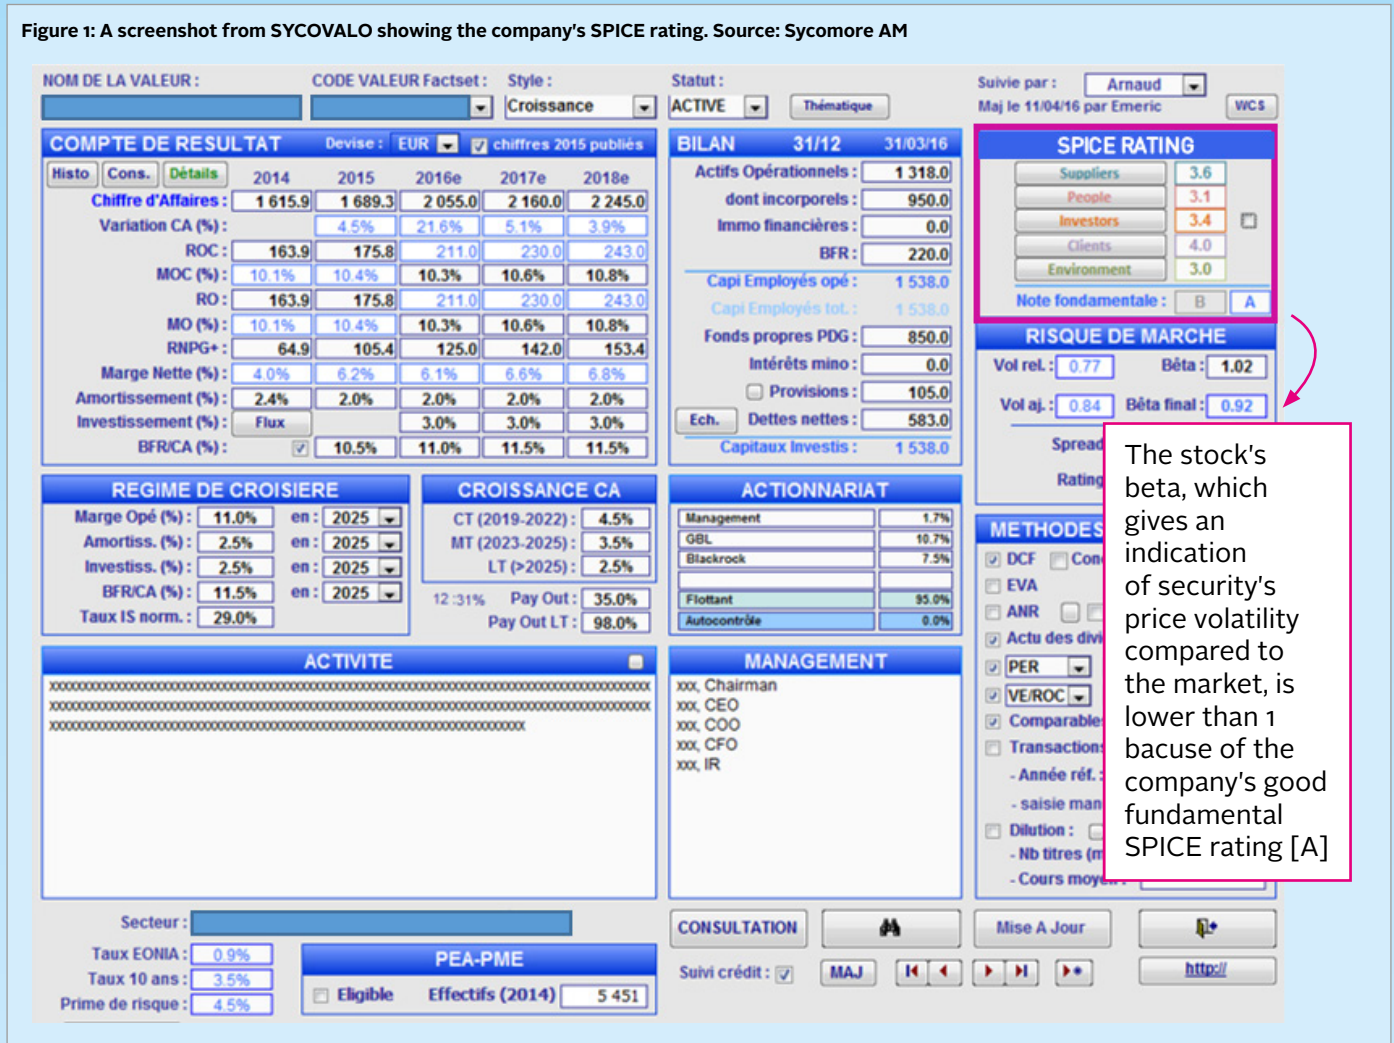 Figure 1: A screenshot from SYCOVALO showing the company's SPICE rating. Source: Sycomore AM
NOM DE LA VALEUR : CODE VALEUR Factset : Style : Statut : Suivie par : Arnaud
Croissance ACTIVE Thématique Maj le 11/04/16 par Emeric WCS
COMPTE DE RESULTAT Devise : EUR chiffres 2015 publiés
Histo Cons. Détails 2014 2015 2016e 2017e 2018e
Chiffre d'Affaires : 1 615.9 1 689.3 2 055.0 2 160.0 2 245.0
Variation CA (%) : 4.5% 21.6% 5.1% 3.9%
ROC : 163.9 175.8 211.0 230.0 243.0
MOC (%) : 10.1% 10.4% 10.3% 10.6% 10.8%
RO : 163.9 175.8 211.0 230.0 243.0
MO (%) : 10.1% 10.4% 10.3% 10.6% 10.8%
RNPG+ : 64.9 105.4 125.0 142.0 153.4
Marge Nette (%) : 4.0% 6.2% 6.1% 6.6% 6.8%
Amortissement (%) : 2.4% 2.0% 2.0% 2.0% 2.0%
Investissement (%) : Flux 3.0% 3.0% 3.0%
BFR/CA (%) : 10.5% 11.0% 11.5% 11.5%
BILAN 31/12 31/03/16
Actifs Opérationnels : 1 318.0
dont incorporels : 950.0
Immo financières : 0.0
BFR : 220.0
Capi Employés opé : 1 538.0
Capi Employés tot. : 1 538.0
Fonds propres PDG : 850.0
Intérêts mino : 0.0
Provisions : 105.0
Ech. Dettes nettes : 583.0
Capitaux Investis : 1 538.0
SPICE RATING
Suppliers 3.6
People 3.1
Investors 3.4
Clients 4.0
Environment 3.0
Note fondamentale : B A
RISQUE DE MARCHE
Vol rel. : 0.77 Bêta : 1.02
Vol aj. : 0.84 Bêta final : 0.92
Spread
Rating
The stock's
beta, which
gives an
indication
of security's
price volatility
compared to
the market, is
lower than 1
bacuse of the
company's good
fundamental
SPICE rating [A]
REGIME DE CROISIERE
Marge Opé (%) : 11.0% en : 2025
Amortiss. (%) : 2.5% en : 2025
Investiss. (%) : 2.5% en : 2025
BFR/CA (%) : 11.5% en : 2025
Taux IS norm. : 29.0%
CROISSANCE CA
CT (2019-2022) : 4.5%
MT (2023-2025) : 3.5%
LT (>2025) : 2.5%
12 :31% Pay Out : 35.0%
Pay Out LT : 98.0%
ACTIONNARIAT
Management 1.7%
GBL 10.7%
Blackrock 7.5%
Flottant 95.0%
Autocontrôle 0.0%
METHODES
DCF Con
EVA
ANR
Actu des divi
PER
VE/ROC
Comparable
Transaction
- Année réf. :
- saisie man
Dilution :
- Nb titres (m
- Cours moyen :
ACTIVITE
MANAGEMENT
xxx, Chairman
xxx, CEO
xxx, COO
xxx, CFO
xxx, IR
Secteur :
Taux EONIA : 0.9%
Taux 10 ans : 3.5%
Prime de risque : 4.5%
PEA-PME
Eligible Effectifs (2014) 5 451
CONSULTATION Mise A Jour
Suivi crédit : MAJ http://